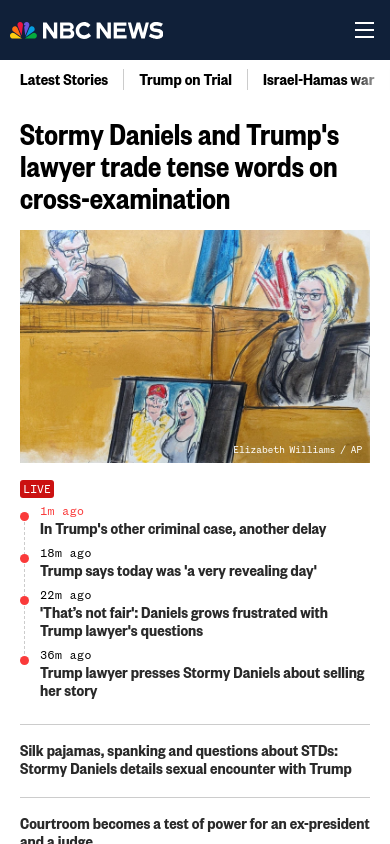 NBC NEWS
Latest Stories
Trump on Trial
Israel-Hamas war
Stormy Daniels and Trump's
lawyer trade tense words on
cross-examination
Elizabeth Williams / AP
LIVE
1m ago
In Trump's other criminal case, another delay
18m ago
Trump says today was 'a very revealing day'
22m ago
'That’s not fair': Daniels grows frustrated with
Trump lawyer's questions
36m ago
Trump lawyer presses Stormy Daniels about selling
her story
Silk pajamas, spanking and questions about STDs:
Stormy Daniels details sexual encounter with Trump
Courtroom becomes a test of power for an ex-president
and a judge